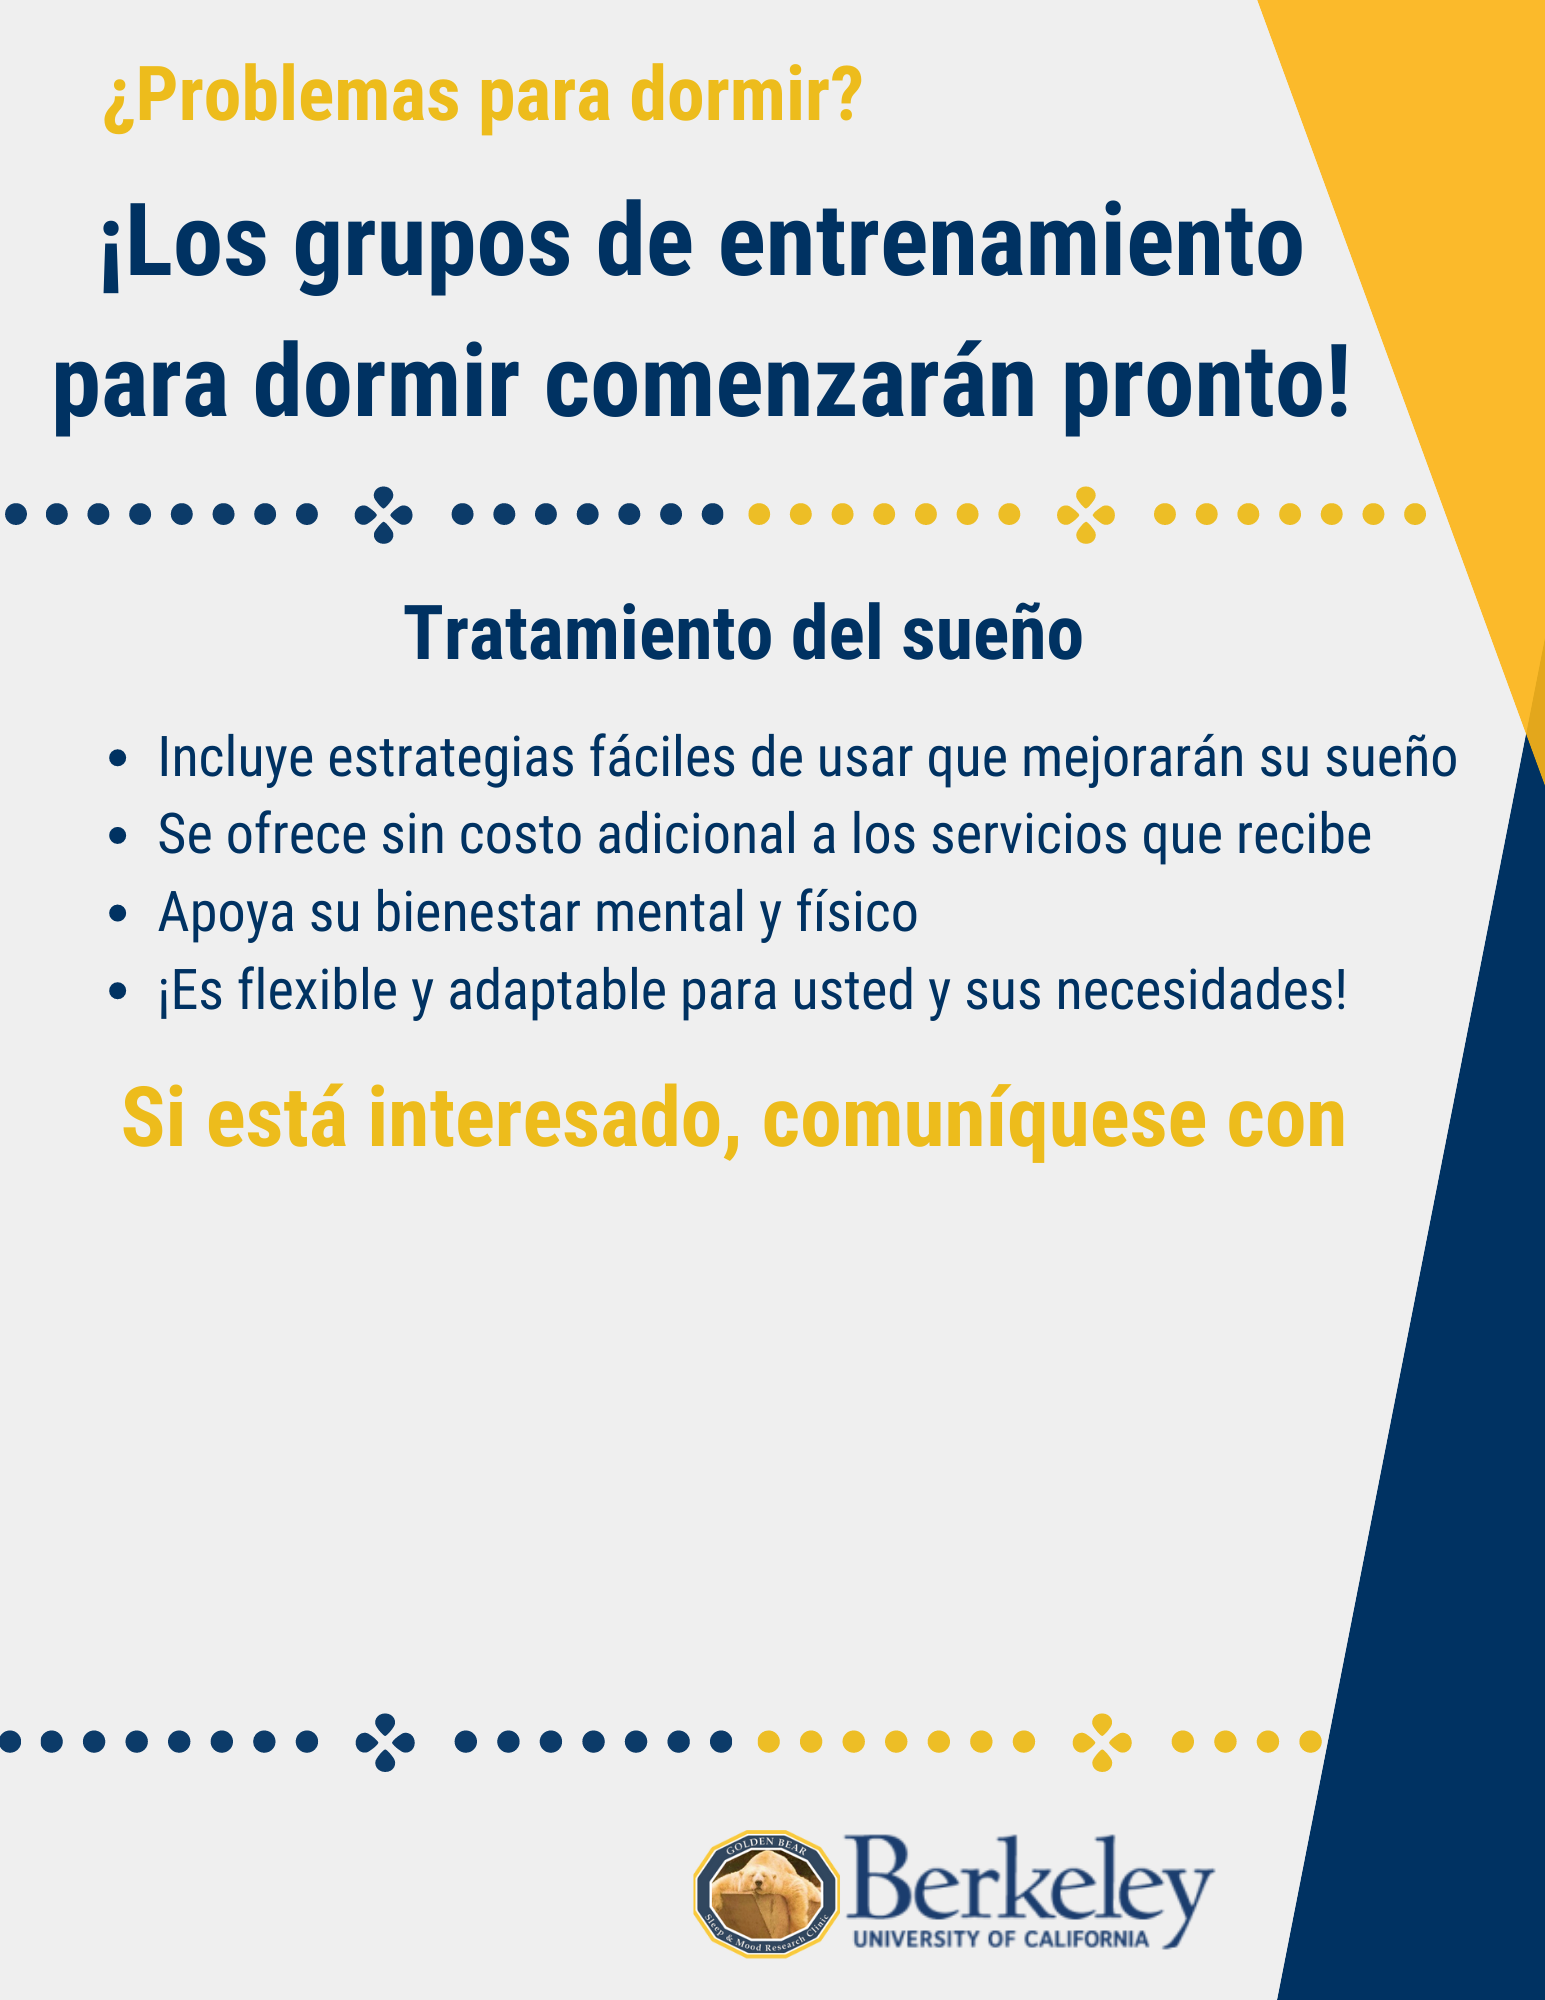 ¿Problemas para dormir?
¡Los grupos de entrenamiento
para dormir comenzarán pronto!
Tratamiento del sueño
• Incluye estrategias fáciles de usar que mejorarán su sueño
• Se ofrece sin costo adicional a los servicios que recibe
• Apoya su bienestar mental y físico
• ¡Es flexible y adaptable para usted y sus necesidades!
Si está interesado, comuníquese con
GOLDEN BEAR
Sleep & Mood Research Clinic
Berkeley
UNIVERSITY OF CALIFORNIA